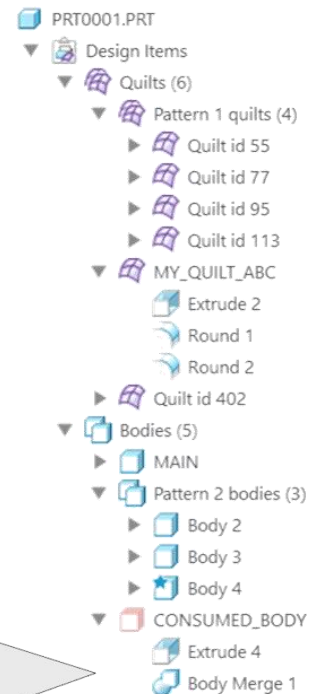 PRT0001.PRT
Design Items
Quilts (6)
Pattern 1 quilts (4)
Quilt id 55
Quilt id 77
Quilt id 95
Quilt id 113
MY_QUILT_ABC
Extrude 2
Round 1
Round 2
Quilt id 402
Bodies (5)
MAIN
Pattern 2 bodies (3)
Body 2
Body 3
Body 4
CONSUMED_BODY
Extrude 4
Body Merge 1